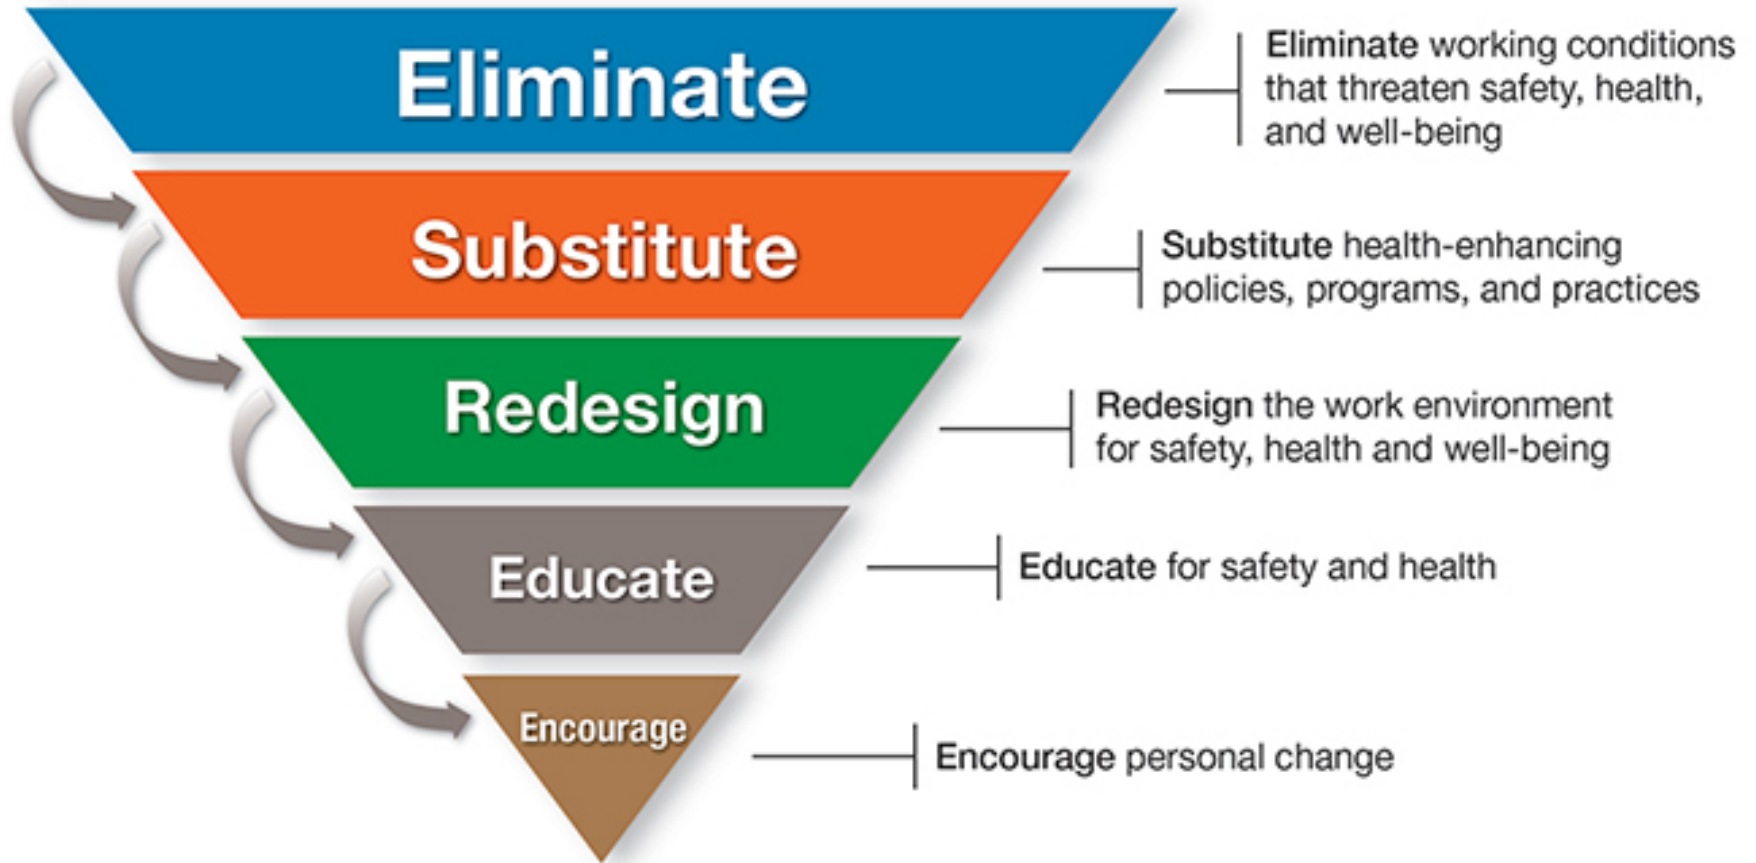 Eliminate
Eliminate working conditions
that threaten safety, health,
and well-being
Substitute
Substitute health-enhancing
policies, programs, and practices
Redesign
Redesign the work environment
for safety, health and well-being
Educate
Educate for safety and health
Encourage
Encourage personal change